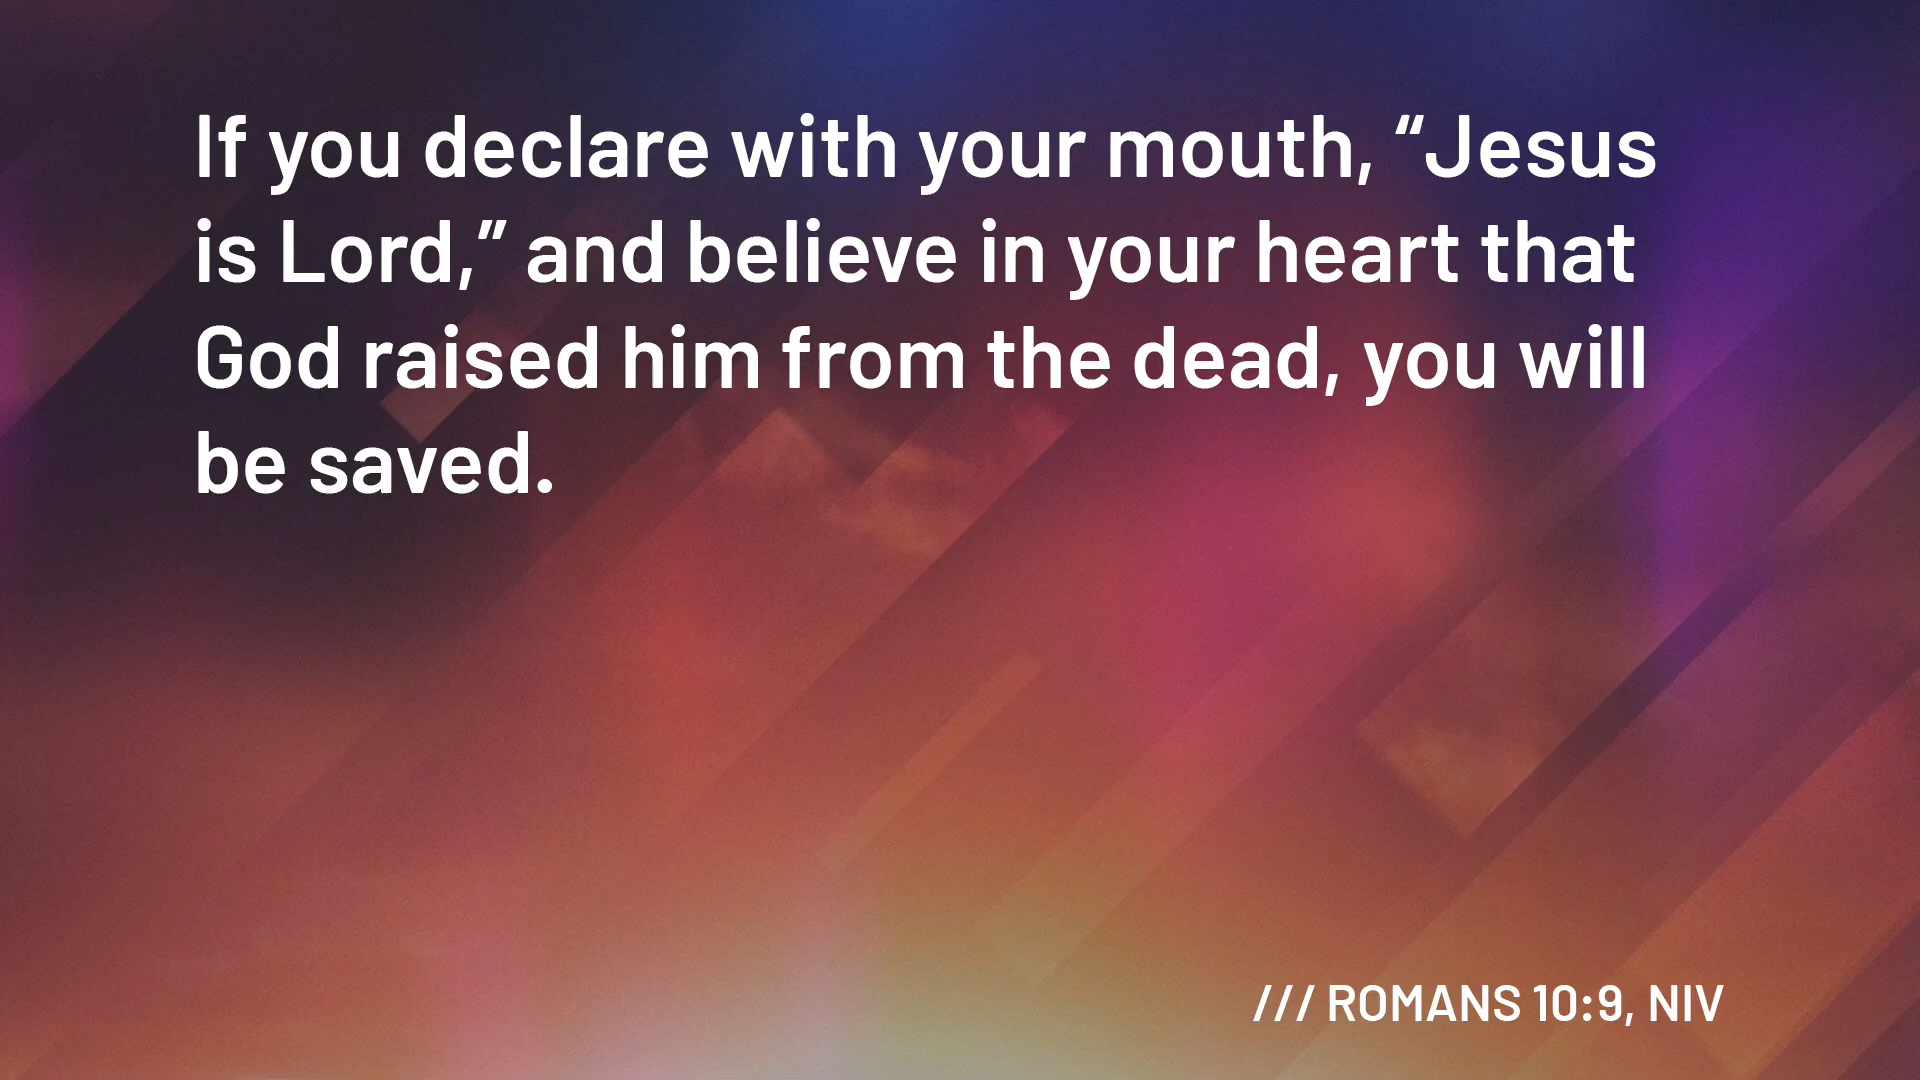 If you declare with your mouth, “Jesus
is Lord,” and believe in your heart that
God raised him from the dead, you will
be saved.
/// ROMANS 10:9, NIV